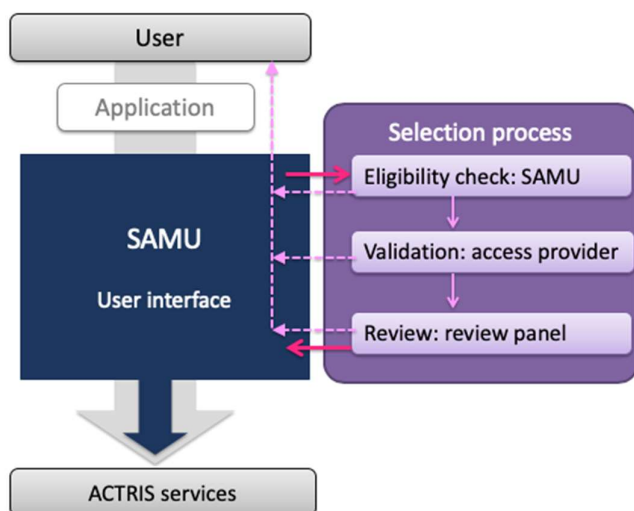 User
Application
Selection process
Eligibility check: SAMU
SAMU
Validation: access provider
User interface
Review: review panel
ACTRIS services